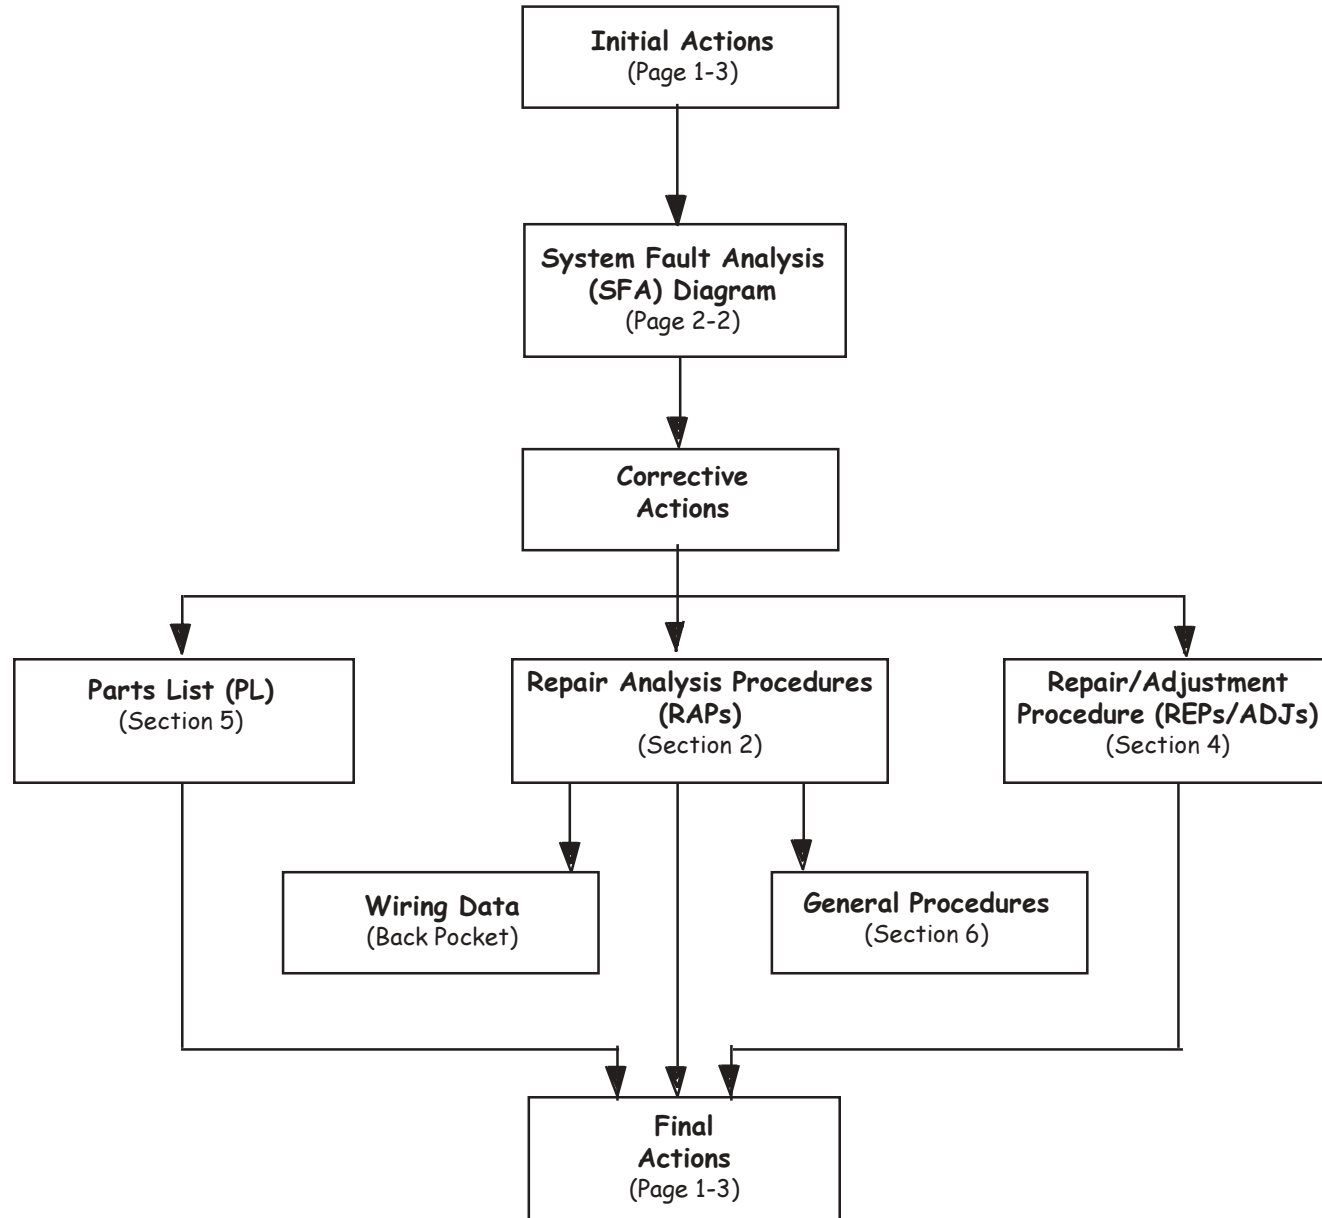 Initial Actions
(Page 1-3)
System Fault Analysis
(SFA) Diagram
(Page 2-2)
Corrective
Actions
Parts List (PL)
(Section 5)
Repair Analysis Procedures
(RAPs)
(Section 2)
Repair/Adjustment
Procedure (REPs/ADJs)
(Section 4)
Wiring Data
(Back Pocket)
General Procedures
(Section 6)
Final
Actions
(Page 1-3)